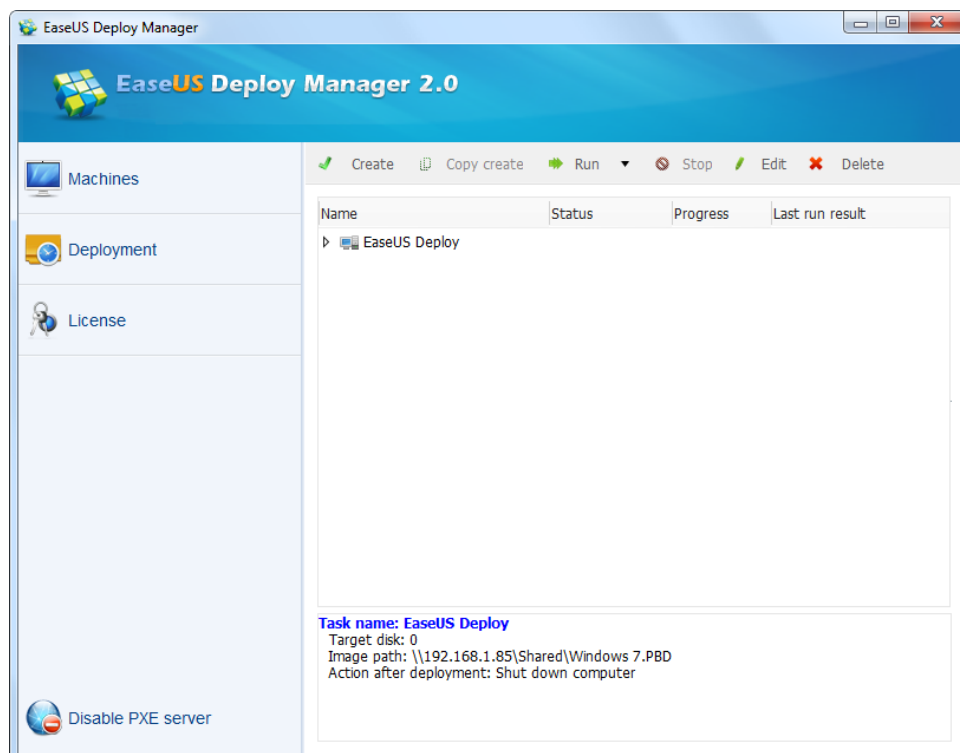 EaseUS Deploy Manager
EaseUS Deploy Manager 2.0
Machines
Deployment
License
Disable PXE server
Create Copy create Run Stop Edit Delete
Name Status Progress Last run result
EaseUS Deploy
Task name: EaseUS Deploy
Target disk: 0
Image path: \\192.168.1.85\Shared\Windows 7.PBD
Action after deployment: Shut down computer